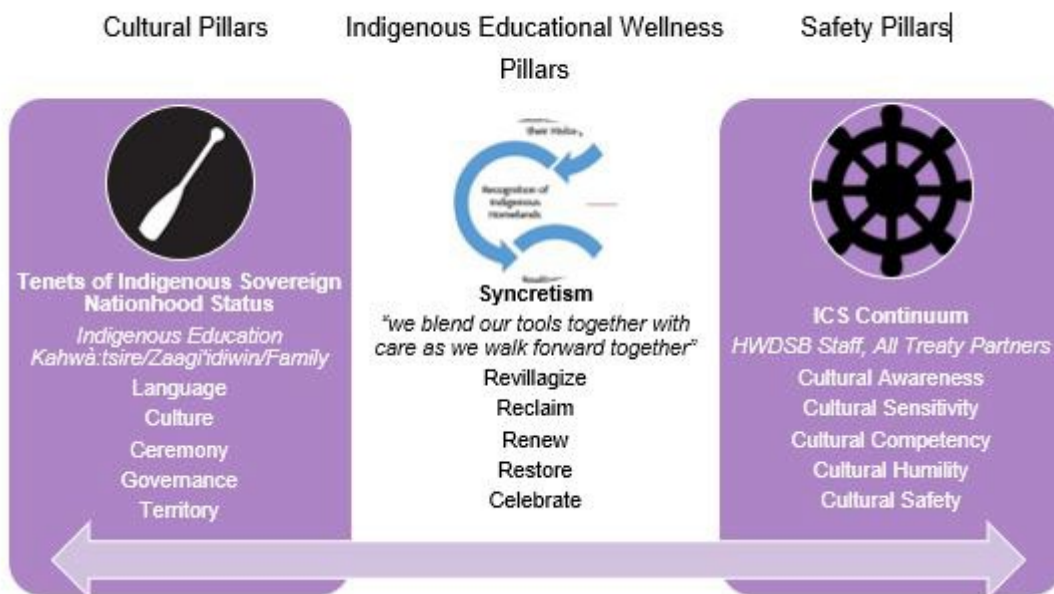 Cultural Pillars
Indigenous Educational Wellness
Pillars
Safety Pillars
Tenets of Indigenous Sovereign
Nationhood Status
Indigenous Education
Kahwà:tsire/Zaagi'idiwin/Family
Language
Culture
Ceremony
Governance
Territory
Recognition of
Indigenous
Homelands
Syncretism
"we blend our tools together with
care as we walk forward together"
Revillagize
Reclaim
Renew
Restore
Celebrate
ICS Continuum
HWDSB Staff, All Treaty Partners
Cultural Awareness
Cultural Sensitivity
Cultural Competency
Cultural Humility
Cultural Safety